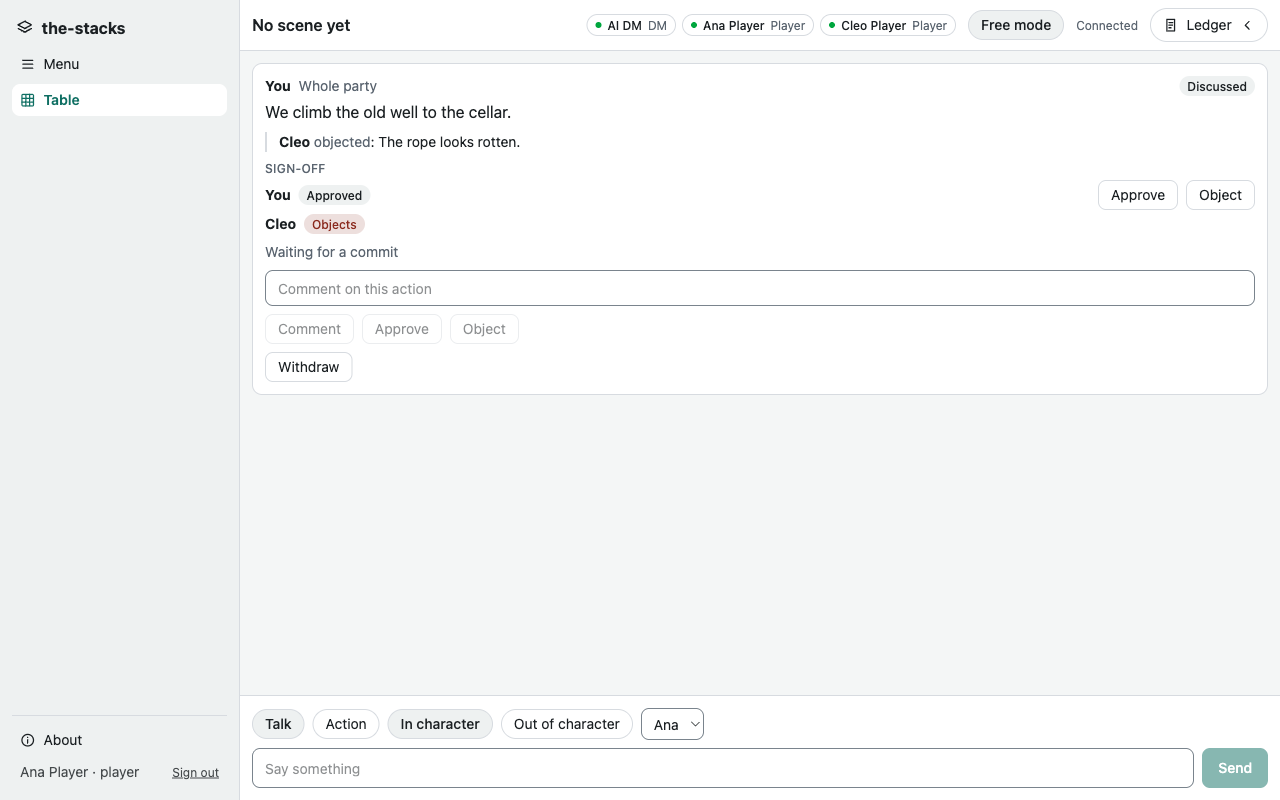 the-stacks
Menu
Table
About
Ana Player · player
Sign out
No scene yet
AI DM DM
Ana Player Player
Cleo Player Player
Free mode
Connected
Ledger
You Whole party
Discussed
We climb the old well to the cellar.
Cleo objected: The rope looks rotten.
SIGN-OFF
You Approved
Approve
Object
Cleo Objects
Waiting for a commit
Comment on this action
Comment
Approve
Object
Withdraw
Talk
Action
In character
Out of character
Ana
Say something
Send